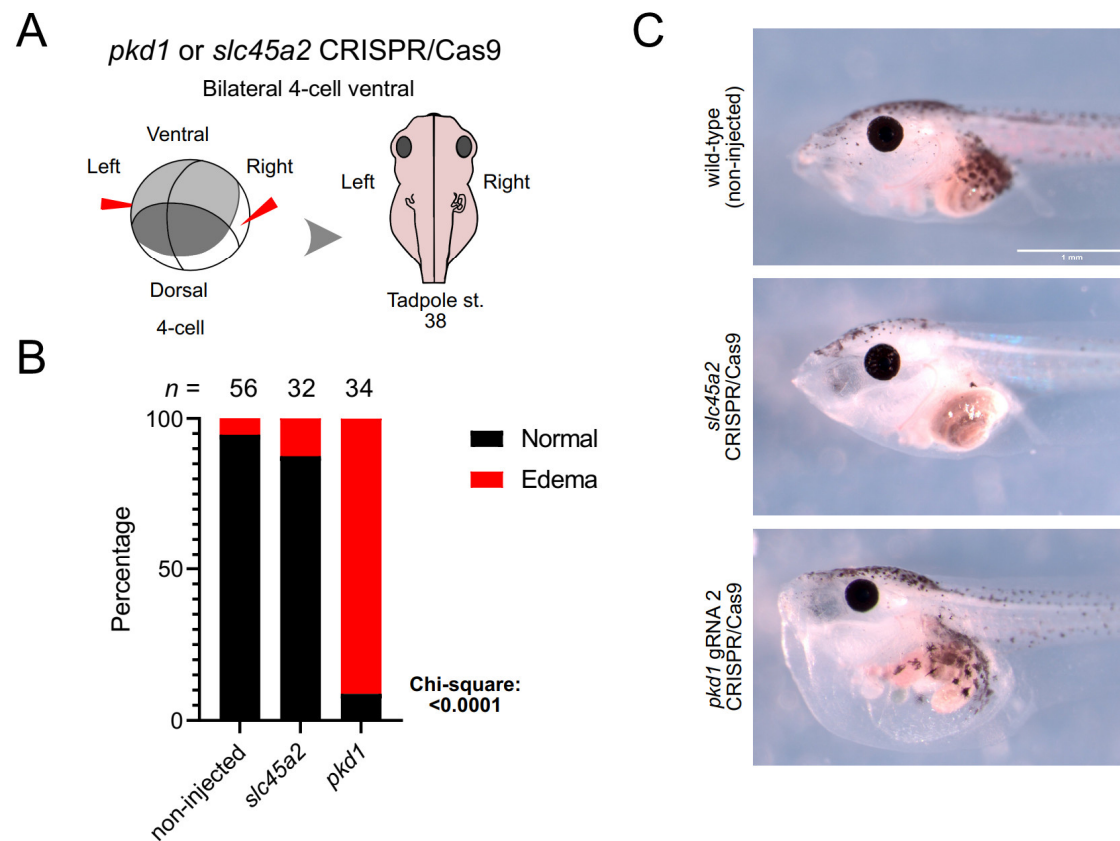 A
pkd1 or slc45a2 CRISPR/Cas9
Bilateral 4-cell ventral
Ventral
Left
Right
Dorsal
4-cell
Left
Right
Tadpole st.
38
B
n = 56 32 34
100
50
0
Percentage
Normal
Edema
Chi-square:
<0.0001
non-injected
slc45a2
pkd1
C
wild-type
(non-injected)
1 mm
slc45a2
CRISPR/Cas9
pkd1 gRNA 2
CRISPR/Cas9